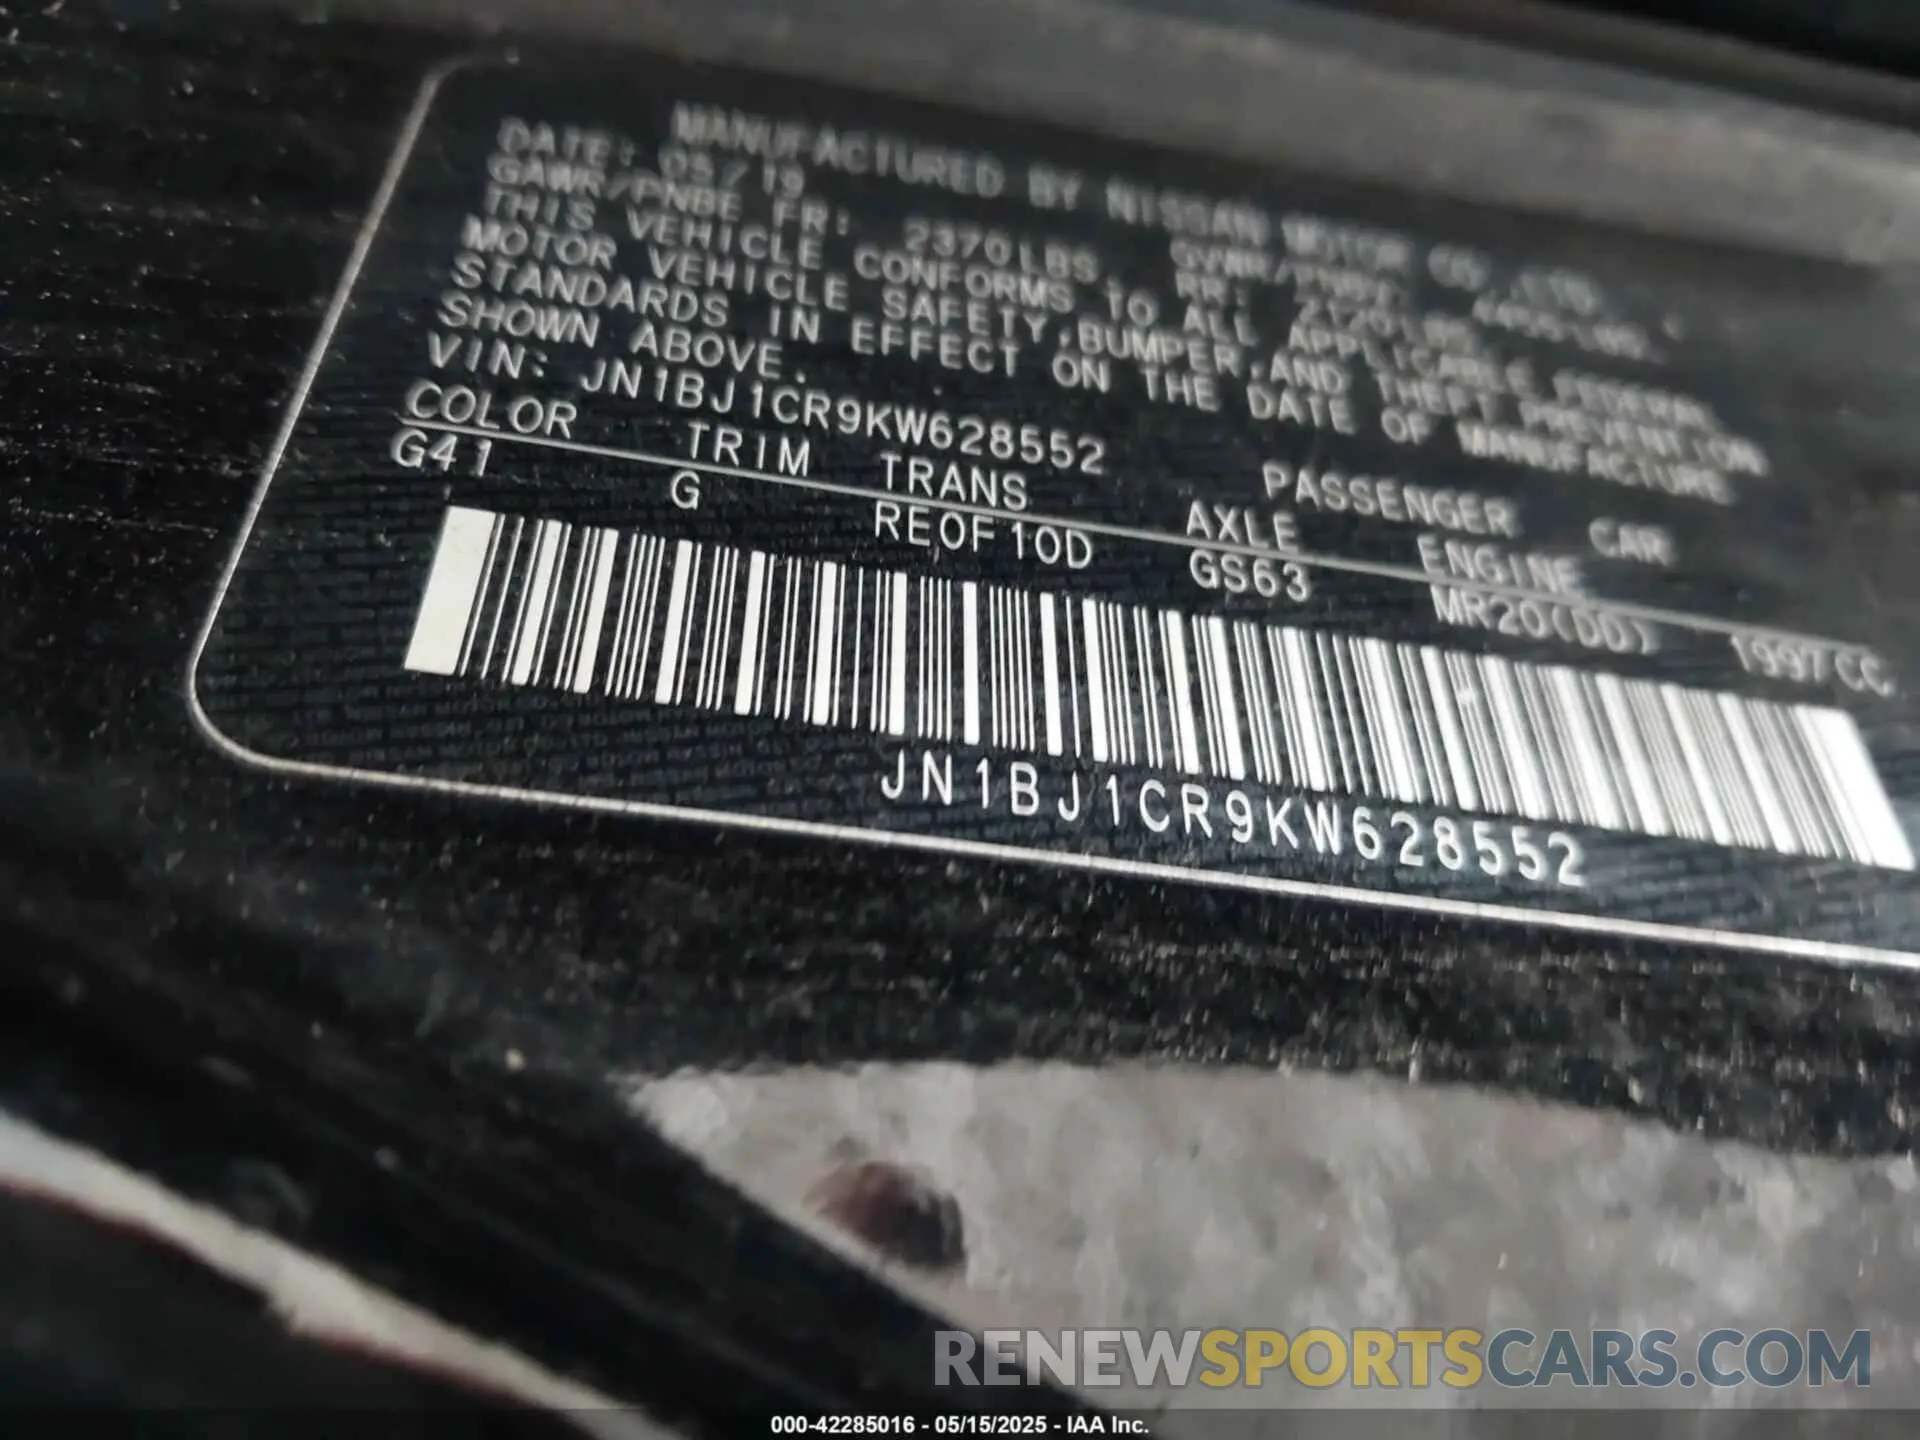 MANUFACTURED BY NISSAN MOTOR CO.,LTD.
DATE: 05/19
GAWR/PNBE FR: 2370LBS RR: 2120LBS
THIS VEHICLE CONFORMS TO ALL APPLICABLE FEDERAL
MOTOR VEHICLE SAFETY,BUMPER,AND THEFT PREVENTION
STANDARDS IN EFFECT ON THE DATE OF MANUFACTURE
SHOWN ABOVE.
VIN: JN1BJ1CR9KW628552 PASSENGER CAR
COLOR TRIM TRANS AXLE ENGINE
G41 G RE0F10D GS63 MR20(DD) 1997CC
JN1BJ1CR9KW628552
RENEWSPORTSCARS.COM
000-42285016 - 05/15/2025 - IAA Inc.